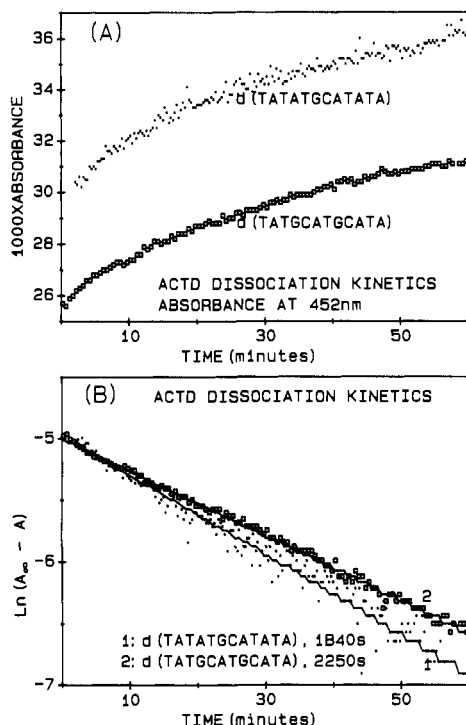 (A)
36
34
32
30
28
26
1000XABSORBANCE
d(TATATGCATATA)
d(TATGCATGCATA)
ACTD DISSOCIATION KINETICS
ABSORBANCE AT 452nm
10
30
50
TIME (minutes)
(B) ACTD DISSOCIATION KINETICS
-5
-6
-7
Ln (A∞ - A)
2
1: d(TATATGCATATA), 1840s
2: d(TATGCATGCATA), 2250s
1
10
30
50
TIME (minutes)